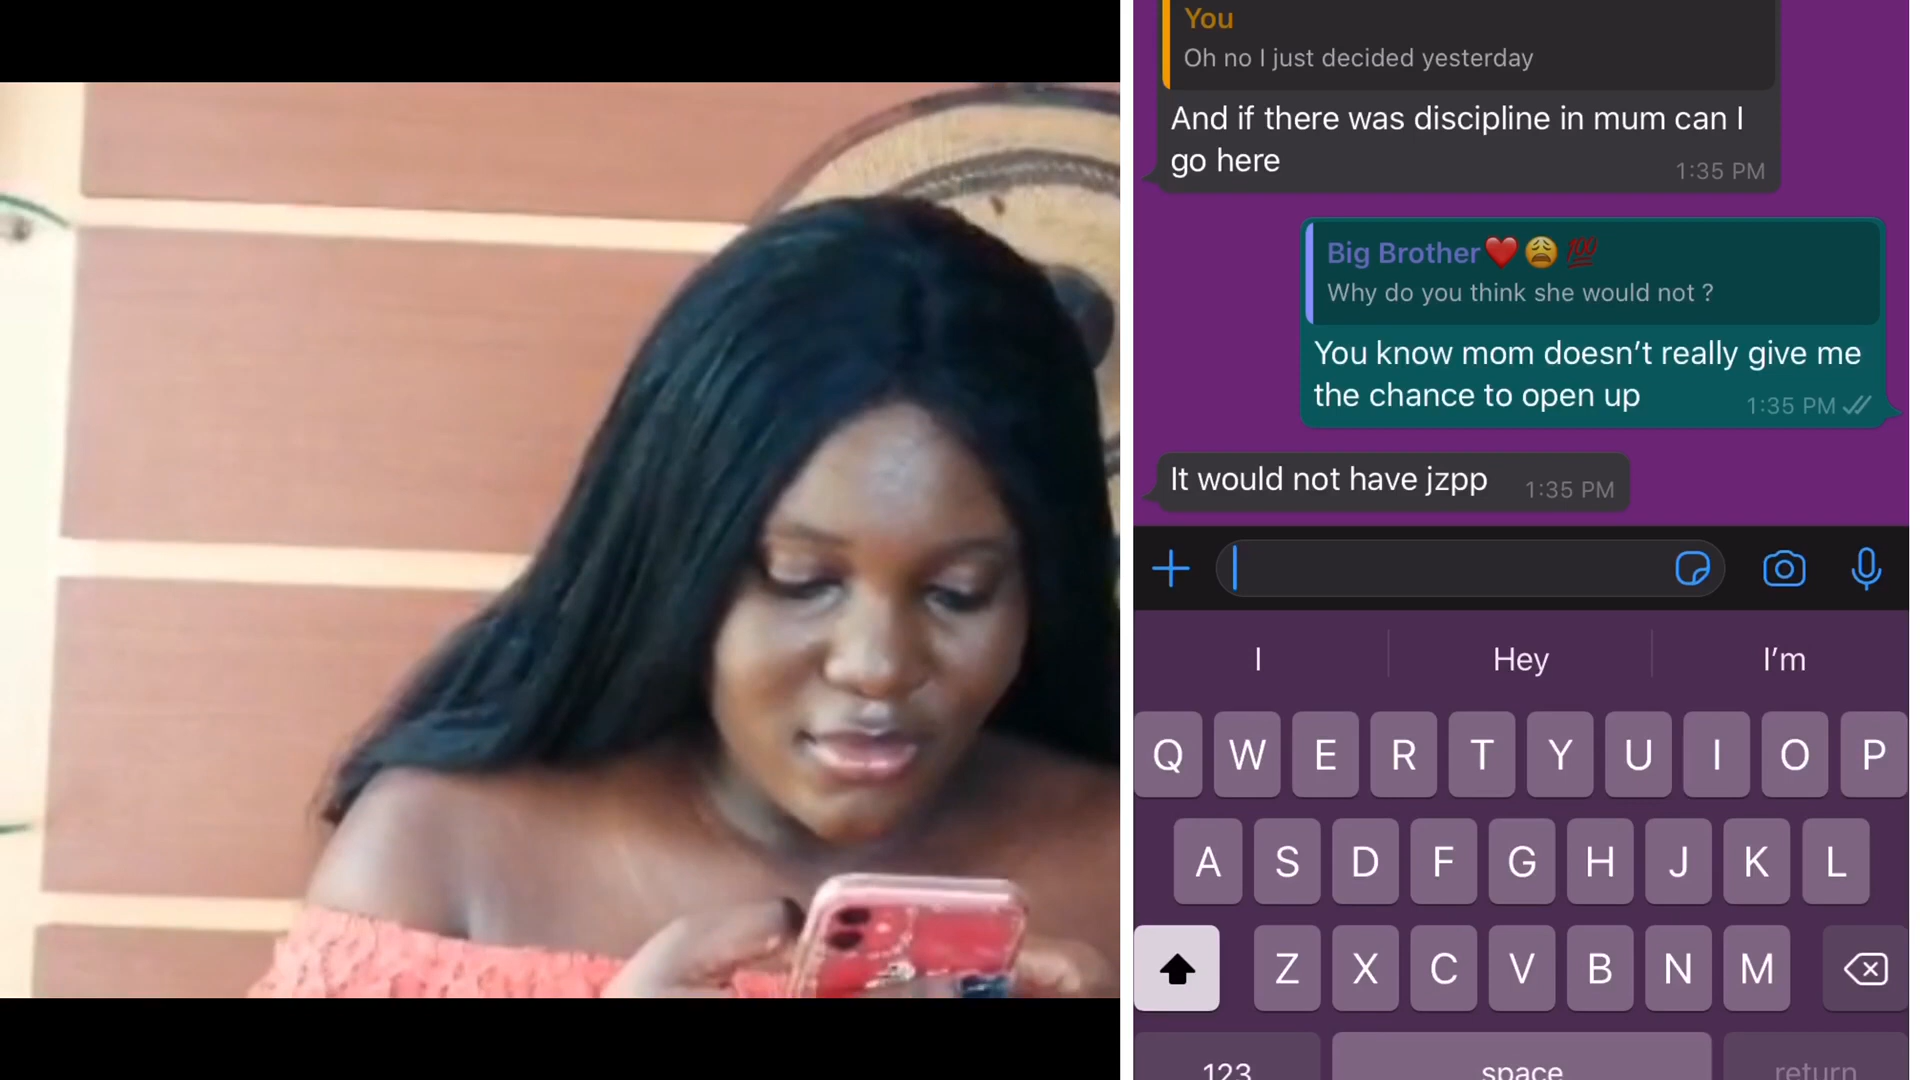 You
Oh no I just decided yesterday
And if there was discipline in mum can I
go here
1:35 PM
Big Brother❤️😩💯
Why do you think she would not ?
You know mom doesn’t really give me
the chance to open up
1:35 PM
It would not have jzpp
1:35 PM
I Hey I’m
Q W E R T Y U I O P
A S D F G H J K L
Z X C V B N M
123 space return